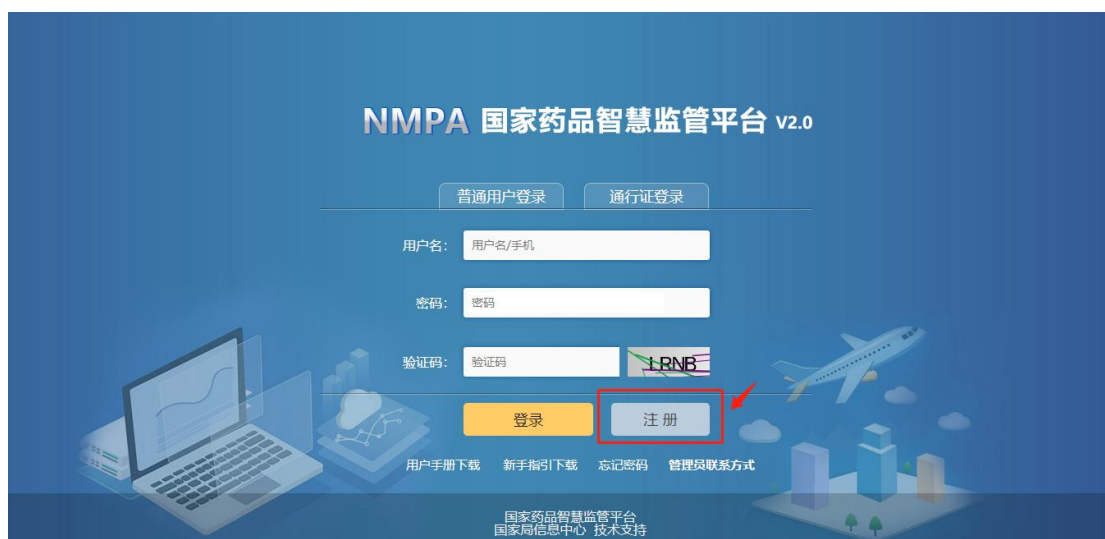 NMPA 国家药品智慧监管平台 V2.0
普通用户登录 通行证登录
用户名： 用户名/手机
密码： 密码
验证码： 验证码 LRNB
登录 注 册
用户手册下载 新手指引下载 忘记密码 管理员联系方式
国家药品智慧监管平台
国家局信息中心 技术支持